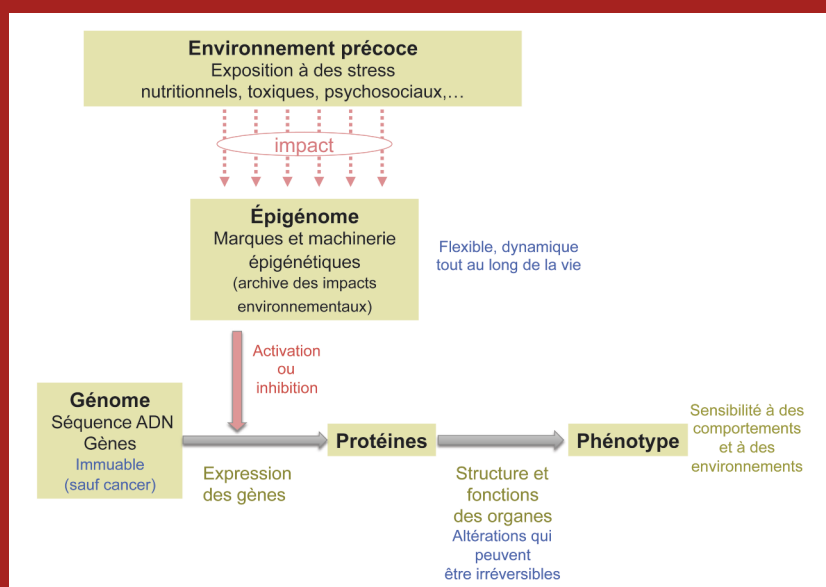 Environnement précoce
Exposition à des stress
nutritionnels, toxiques, psychosociaux,…
impact
Épigénome
Marques et machinerie
épigénétiques
(archive des impacts
environnementaux)
Flexible, dynamique
tout au long de la vie
Activation
ou
inhibition
Génome
Séquence ADN
Gènes
Immuable
(sauf cancer)
Expression
des gènes
Protéines
Structure et
fonctions
des organes
Altérations qui
peuvent
être irréversibles
Phénotype
Sensibilité à des
comportements
et à des
environnements